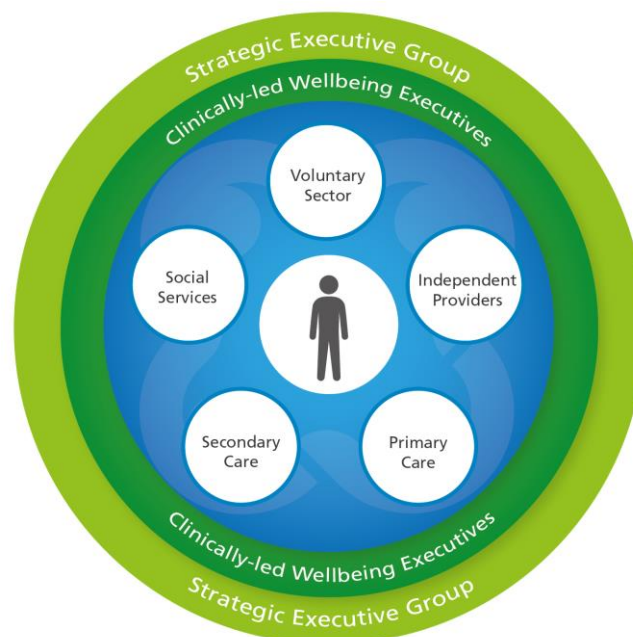 Strategic Executive Group
Clinically-led Wellbeing Executives
Voluntary
Sector
Social
Services
Independent
Providers
Secondary
Care
Primary
Care
Clinically-led Wellbeing Executives
Strategic Executive Group